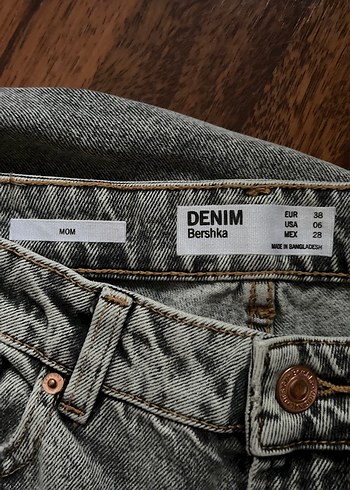 MOM
DENIM
Bershka
EUR 38
USA 06
MEX 28
MADE IN BANGLADESH